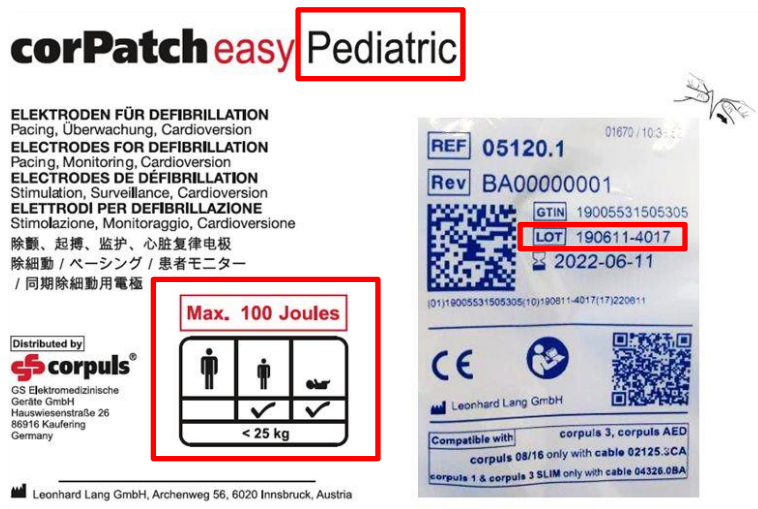 corPatch easy Pediatric
ELEKTRODEN FÜR DEFIBRILLATION
Pacing, Überwachung, Cardioversion
ELECTRODES FOR DEFIBRILLATION
Pacing, Monitoring, Cardioversion
ELECTRODES DE DÉFIBRILLATION
Stimulation, Surveillance, Cardioversion
ELETTRODI PER DEFIBRILLAZIONE
Stimolazione, Monitoraggio, Cardioversione
除颤、起搏、监护、心脏复律电极
除細動 / ペーシング / 患者モニター
/ 同期除細動用電極
Max. 100 Joules
< 25 kg
Distributed by
corpuls®
GS Elektromedizinische
Geräte GmbH
Hauswiesenstraße 26
86916 Kaufering
Germany
Leonhard Lang GmbH, Archenweg 56, 6020 Innsbruck, Austria
01670 / 10:3
REF 05120.1
Rev BA00000001
GTIN 19005531505305
LOT 190611-4017
2022-06-11
(01)19005531505305(10)190611-4017(17)220611
CE
Leonhard Lang GmbH
Compatible with corpuls 3, corpuls AED
corpuls 08/16 only with cable 02125.3CA
corpuls 1 & corpuls 3 SLIM only with cable 04326.0BA